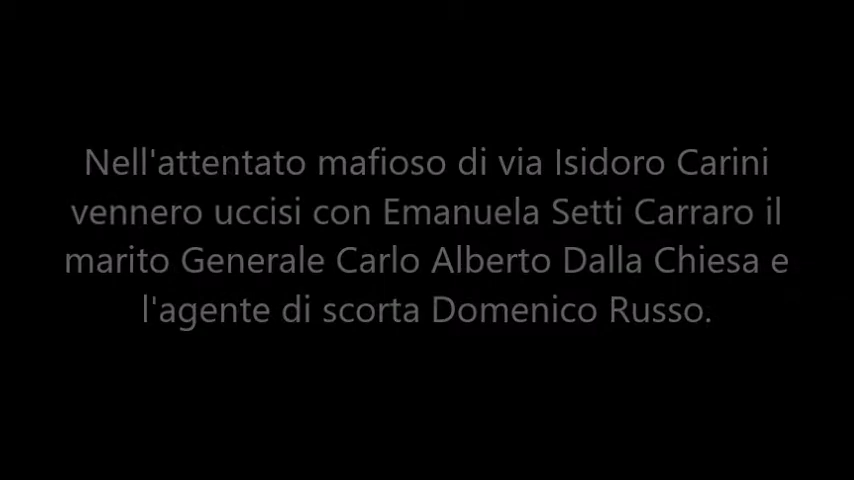 Nell'attentato mafioso di via Isidoro Carini
vennero uccisi con Emanuela Setti Carraro il
marito Generale Carlo Alberto Dalla Chiesa e
l'agente di scorta Domenico Russo.